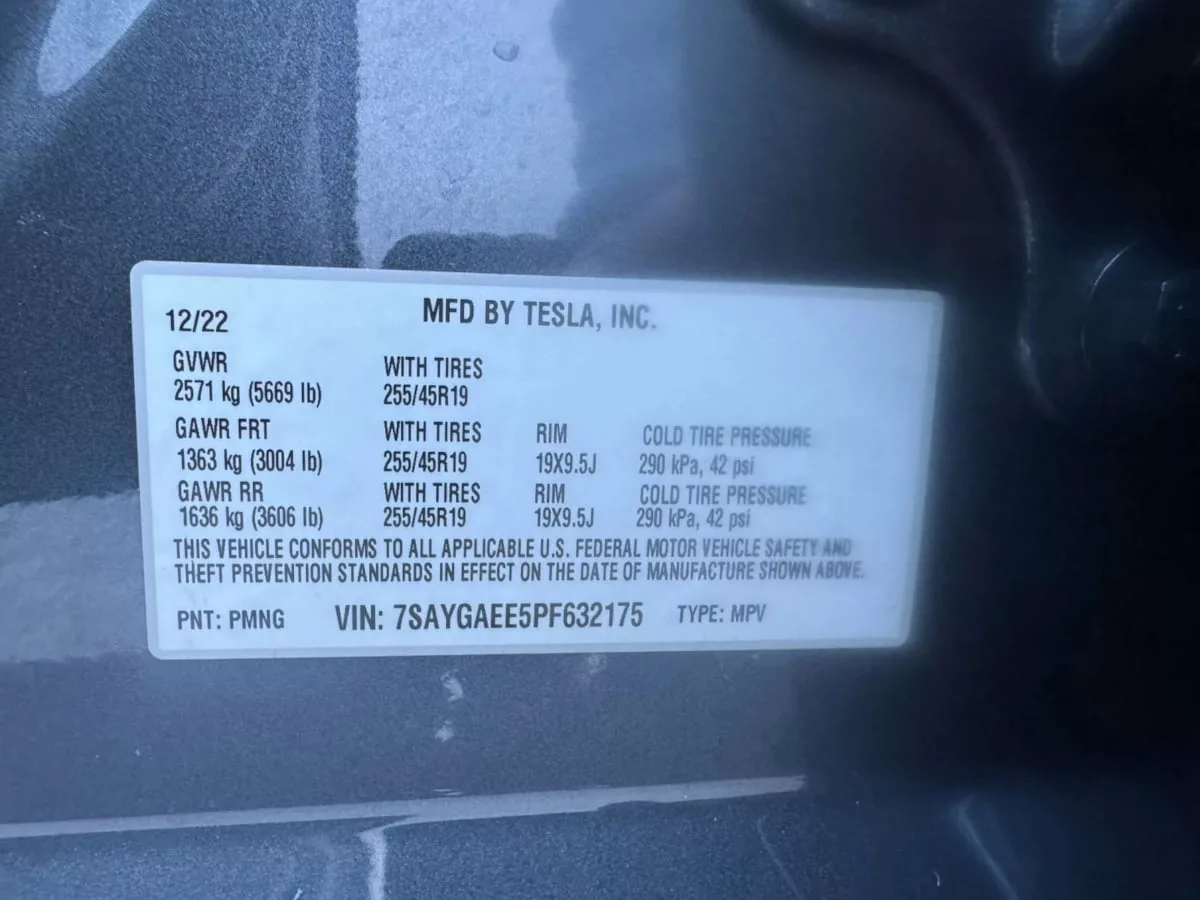 12/22 MFD BY TESLA, INC.
GVWR WITH TIRES
2571 kg (5669 lb) 255/45R19
GAWR FRT WITH TIRES RIM COLD TIRE PRESSURE
1363 kg (3004 lb) 255/45R19 19X9.5J 290 kPa, 42 psi
GAWR RR WITH TIRES RIM COLD TIRE PRESSURE
1636 kg (3606 lb) 255/45R19 19X9.5J 290 kPa, 42 psi
THIS VEHICLE CONFORMS TO ALL APPLICABLE U.S. FEDERAL MOTOR VEHICLE SAFETY AND
THEFT PREVENTION STANDARDS IN EFFECT ON THE DATE OF MANUFACTURE SHOWN ABOVE.
PNT: PMNG VIN: 7SAYGAEE5PF632175 TYPE: MPV